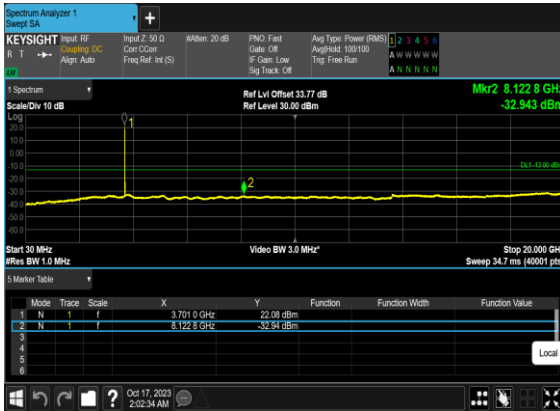 Spectrum Analyzer 1
Swept SA
+
KEYSIGHT
R T
Input: RF
Coupling: DC
Align: Auto
Input Z: 50 Ω
Corr CCorr
Freq Ref: Int (S)
#Atten: 20 dB
PNO: Fast
Gate: Off
IF Gain: Low
Sig Track: Off
Avg Type: Power (RMS)
Avg|Hold: 100/100
Trig: Free Run
1 2 3 4 5 6
A W W W W W
A N N N N N
1 Spectrum
Scale/Div 10 dB
Ref Lvl Offset 33.77 dB
Ref Level 30.00 dBm
Mkr2 8.122 8 GHz
-32.943 dBm
Log
20.0
10.0
0.00
-10.0
-20.0
-30.0
-40.0
-50.0
-60.0
1
2
DL1 -13.00 dBm
Start 30 MHz
#Res BW 1.0 MHz
Video BW 3.0 MHz*
Stop 20.000 GH
Sweep 34.7 ms (40001 pts
5 Marker Table
Mode Trace Scale X Y Function Function Width Function Value
1 N 1 f 3.701 0 GHz 22.08 dBm
2 N 1 f 8.122 8 GHz -32.94 dBm
3
4
5
6
Local
?
Oct 17, 2023
2:02:34 AM